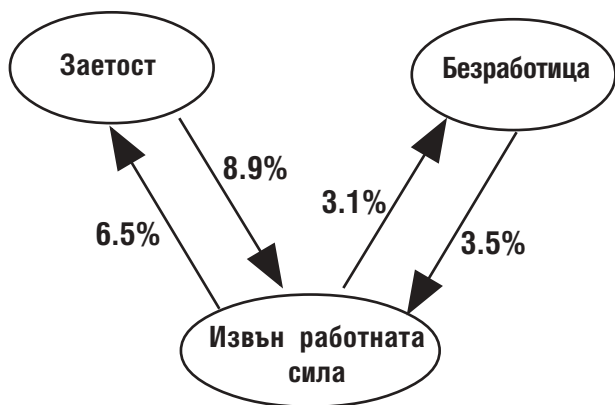 Заетост
Безработица
8.9%
3.1%
6.5%
3.5%
Извън работната
сила